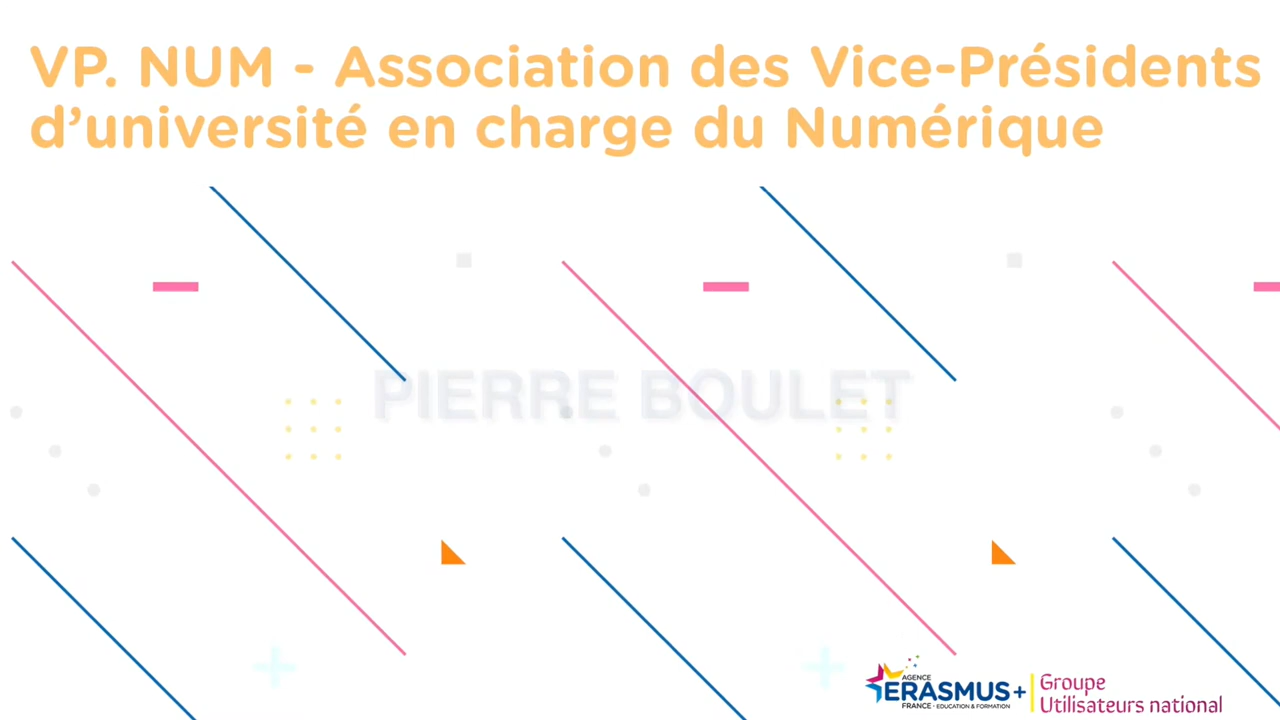 VP. NUM - Association des Vice-Présidents
d’université en charge du Numérique
PIERRE BOULET
AGENCE
ERASMUS+
FRANCE · EDUCATION & FORMATION
Groupe
Utilisateurs national